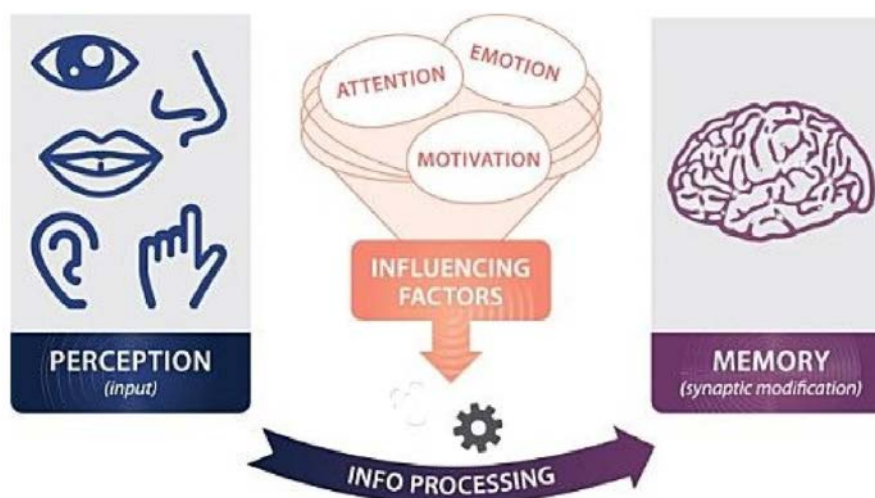 ATTENTION
EMOTION
MOTIVATION
INFLUENCING
FACTORS
PERCEPTION
(input)
MEMORY
(synaptic modification)
INFO PROCESSING